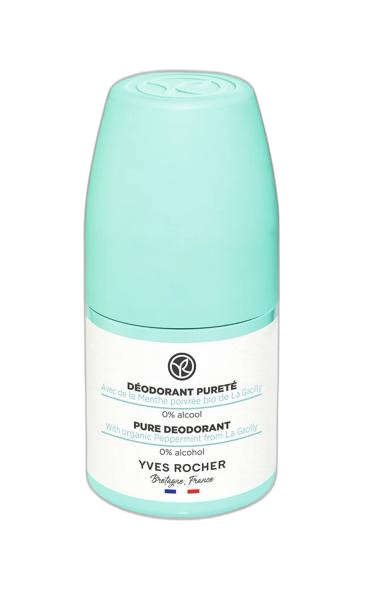 DÉODORANT PURETÉ
Avec de la Menthe poivrée bio de La Gacilly
0% alcool
PURE DEODORANT
With organic Peppermint from La Gacilly
0% alcohol
YVES ROCHER
Bretagne, France